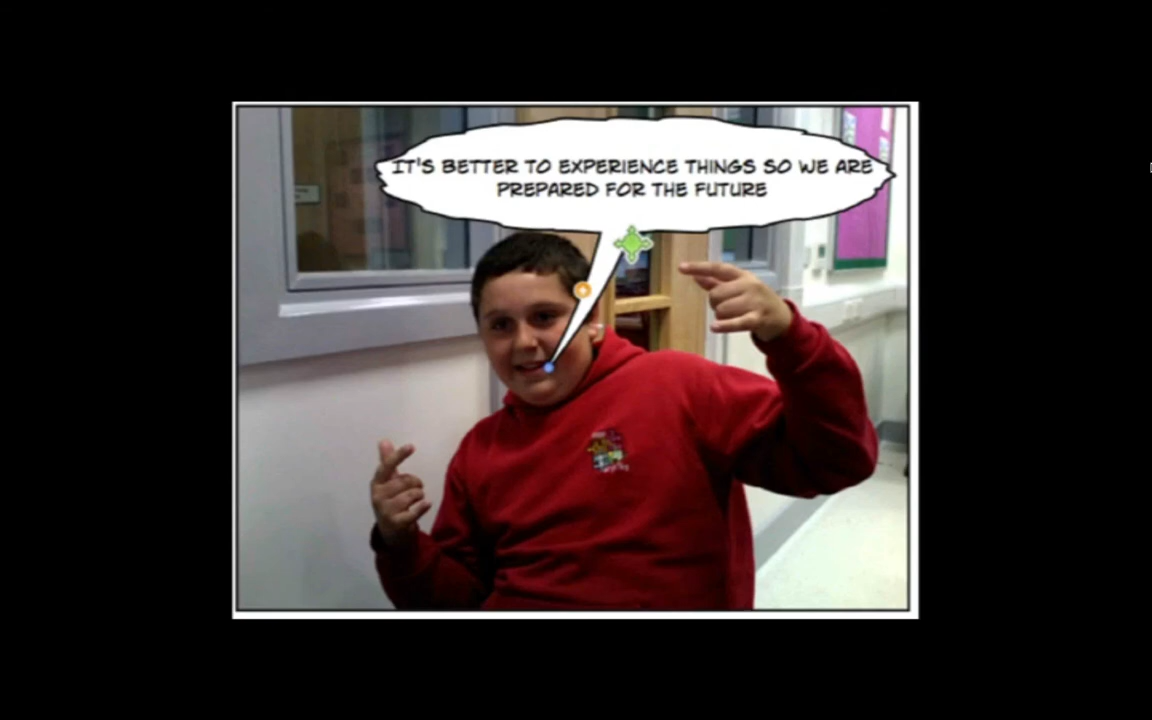 IT'S BETTER TO EXPERIENCE THINGS SO WE ARE
PREPARED FOR THE FUTURE